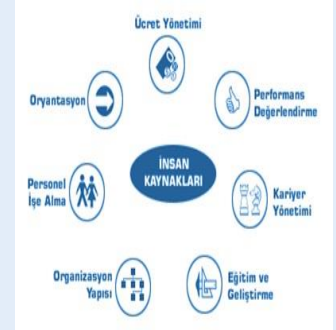 Ücret Yönetimi
Oryantasyon
Performans
Değerlendirme
İNSAN
KAYNAKLARI
Personel
İşe Alma
Kariyer
Yönetimi
Organizasyon
Yapısı
Eğitim ve
Geliştirme